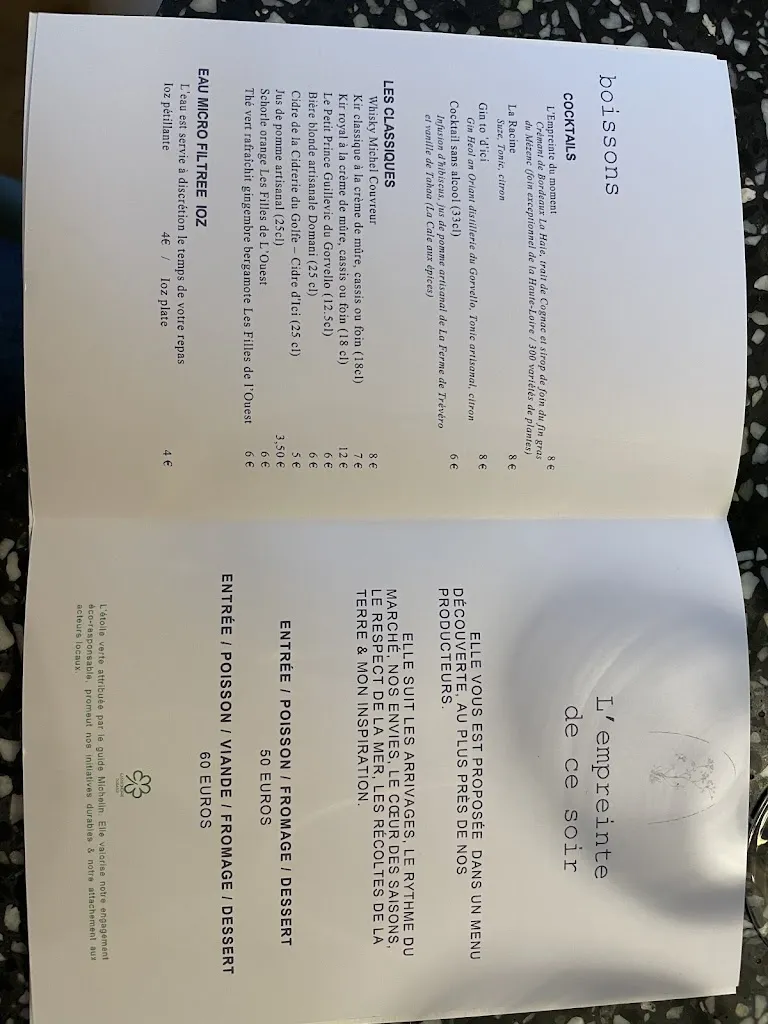 boissons
COCKTAILS
L'Empreinte du moment 8 €
Crémant de Bordeaux La Haie, trait de Cognac et sirop de foin du fin gras
du Mézenc (foin exceptionnel de la Haute-Loire / 300 variétés de plantes)
La Racine 8 €
Suze, Tonic, citron
Gin to 'd'ici 8 €
Gin Heol an Oriant distillerie du Gorvello, Tonic artisanal, citron
Cocktail sans alcool (33cl) 6 €
Infusion d'hibiscus, jus de pomme artisanal de La Ferme de Trévéro
et vanille de Tahaa (La Cale aux épices)
LES CLASSIQUES
Whisky Michel Couvreur 8 €
Kir classique à la crème de mûre, cassis ou foin (18cl) 7 €
Kir royal à la crème de mûre, cassis ou foin (18 cl) 12 €
Le Petit Prince Guillevic du Gorvello (12.5cl) 6 €
Bière blonde artisanale Domani (25 cl) 6 €
Cidre de la Cidrerie du Golfe – Cidre d'Ici (25 cl) 5 €
Jus de pomme artisanal (25cl) 3,50 €
Schorle orange Les Filles de L'Ouest 6 €
Thé vert rafraîchit gingembre bergamote Les Filles de l'Ouest 6 €
EAU MICRO FILTREE IOZ
L'eau est servie à discrétion le temps de votre repas
Ioz pétillante 4€ / Ioz plate 4 €
L'empreinte
de ce soir
ELLE VOUS EST PROPOSÉE DANS UN MENU
DÉCOUVERTE, AU PLUS PRÈS DE NOS
PRODUCTEURS.
ELLE SUIT LES ARRIVAGES, LE RYTHME DU
MARCHÉ, NOS ENVIES, LE CŒUR DES SAISONS,
LE RESPECT DE LA MER, LES RÉCOLTES DE LA
TERRE & MON INSPIRATION.
ENTRÉE / POISSON / FROMAGE / DESSERT
50 EUROS
ENTRÉE / POISSON / VIANDE / FROMAGE / DESSERT
60 EUROS
L'étoile verte attribuée par le guide Michelin. Elle valorise notre engagement
éco-responsable, promeut nos initiatives durables & notre attachement aux
acteurs locaux.